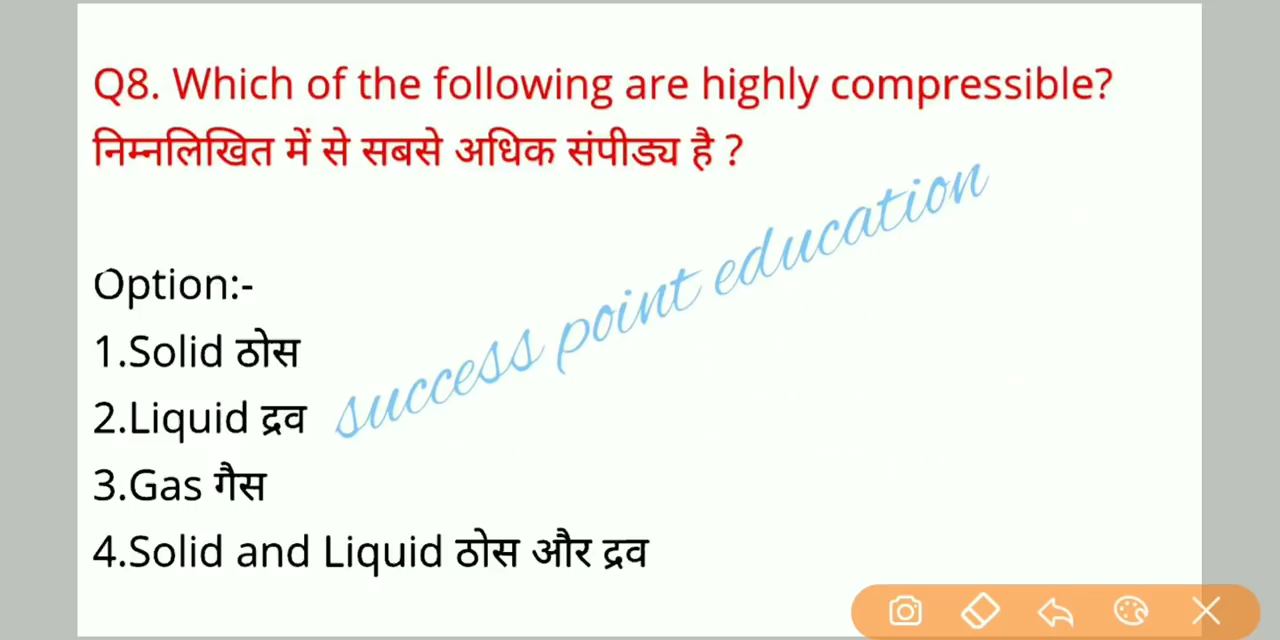 Q8. Which of the following are highly compressible?
निम्नलिखित में से सबसे अधिक संपीड्य है ?
success point education
Option:-
1.Solid ठोस
2.Liquid द्रव
3.Gas गैस
4.Solid and Liquid ठोस और द्रव